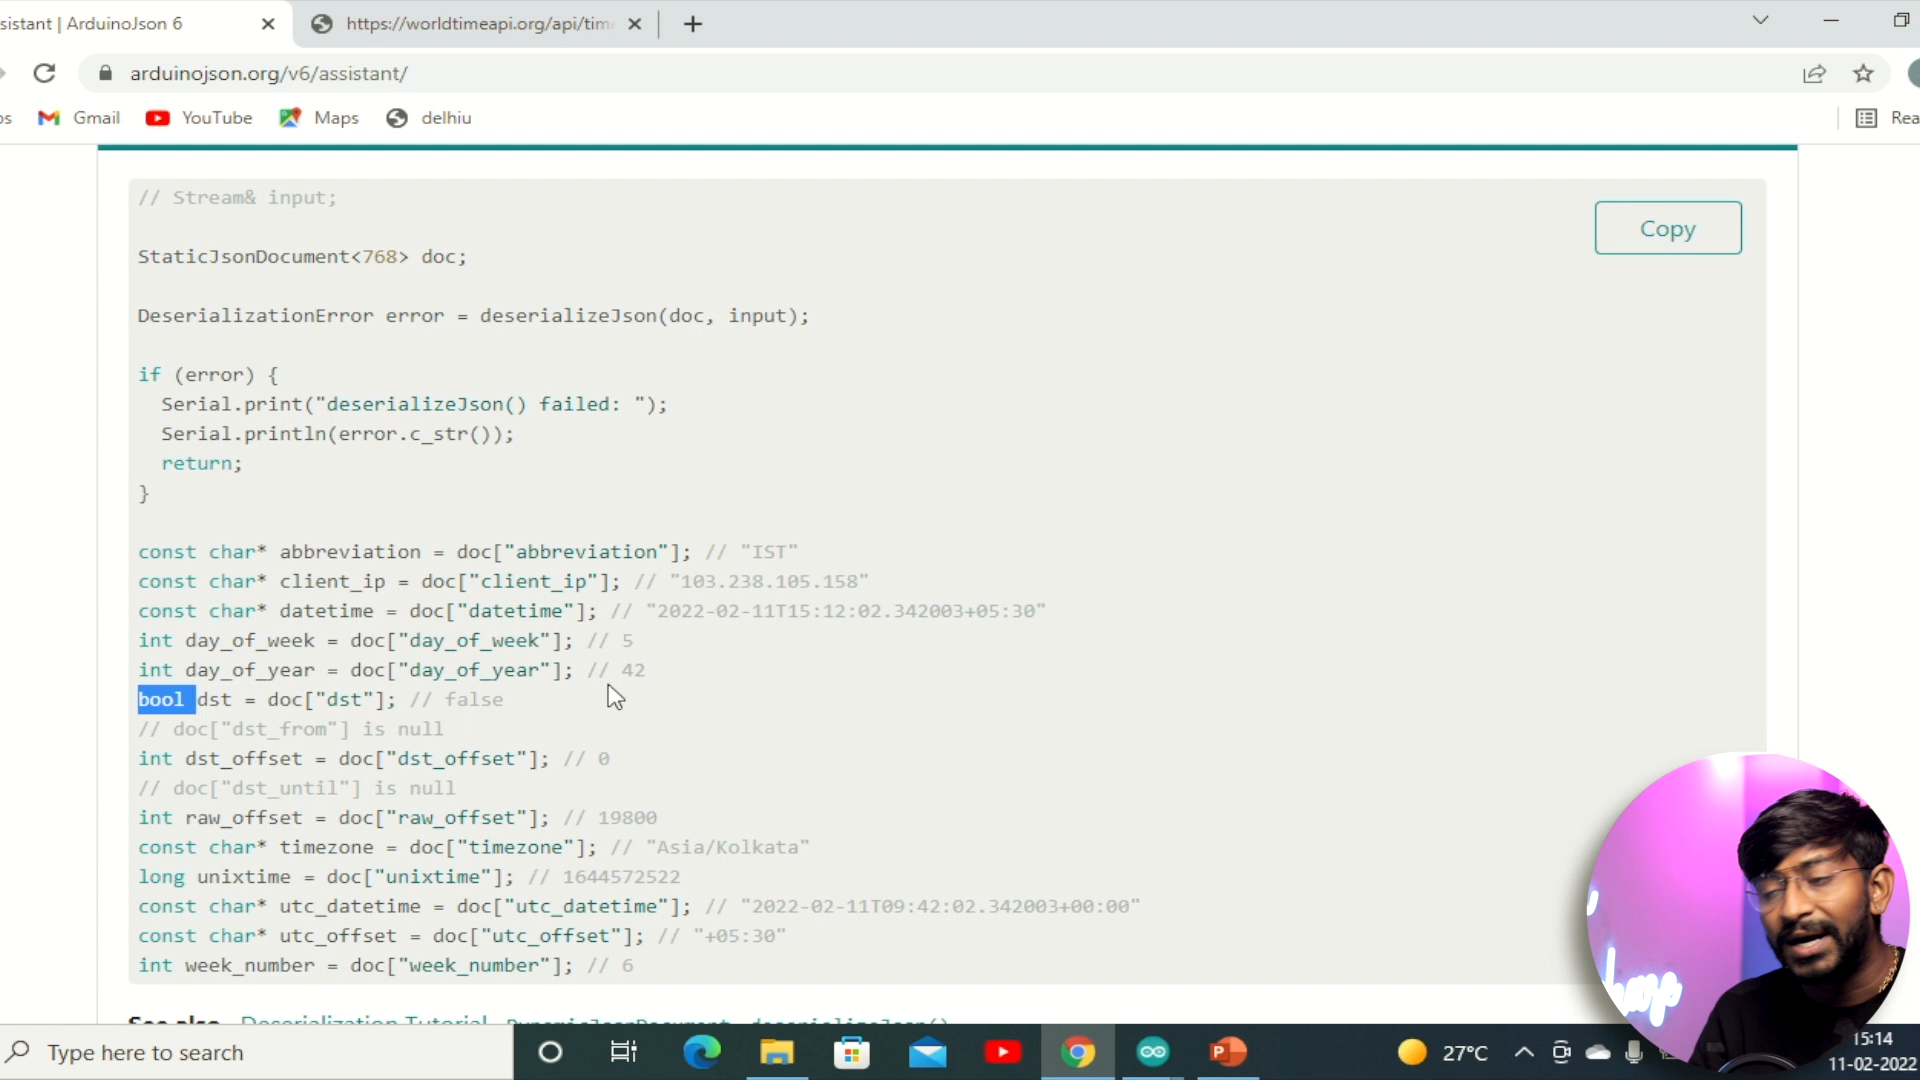 sistant | ArduinoJson 6
https://worldtimeapi.org/api/tim
arduinojson.org/v6/assistant/
Gmail YouTube Maps delhiu
Rea
// Stream& input;
Copy
StaticJsonDocument<768> doc;
DeserializationError error = deserializeJson(doc, input);
if (error) {
Serial.print("deserializeJson() failed: ");
Serial.println(error.c_str());
return;
}
const char* abbreviation = doc["abbreviation"]; // "IST"
const char* client_ip = doc["client_ip"]; // "103.238.105.158"
const char* datetime = doc["datetime"]; // "2022-02-11T15:12:02.342003+05:30"
int day_of_week = doc["day_of_week"]; // 5
int day_of_year = doc["day_of_year"]; // 42
bool dst = doc["dst"]; // false
// doc["dst_from"] is null
int dst_offset = doc["dst_offset"]; // 0
// doc["dst_until"] is null
int raw_offset = doc["raw_offset"]; // 19800
const char* timezone = doc["timezone"]; // "Asia/Kolkata"
long unixtime = doc["unixtime"]; // 1644572522
const char* utc_datetime = doc["utc_datetime"]; // "2022-02-11T09:42:02.342003+00:00"
const char* utc_offset = doc["utc_offset"]; // "+05:30"
int week_number = doc["week_number"]; // 6
See also Deserialization Tutorial DynamicJsonDocument deserializeJson()
Type here to search
27°C
15:14
11-02-2022